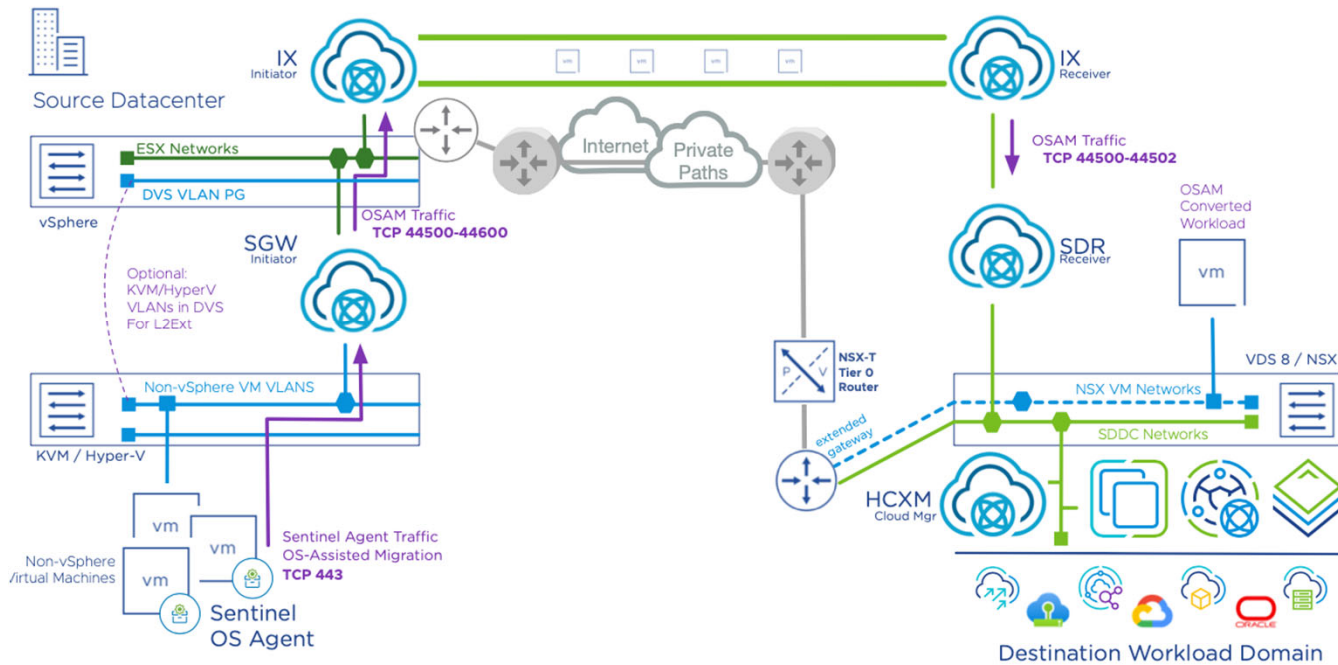 Source Datacenter
IX
Initiator
vm
vm
vm
vm
IX
Receiver
ESX Networks
DVS VLAN PG
vSphere
Internet
Private
Paths
OSAM Traffic
TCP 44500-44502
OSAM Traffic
TCP 44500-44600
SGW
Initiator
SDR
Receiver
OSAM
Converted
Workload
vm
Optional:
KVM/HyperV
VLANs in DVS
For L2Ext
P V
NSX-T
Tier 0
Router
VDS 8 / NSX
Non-vSphere VM VLANS
NSX VM Networks
SDDC Networks
KVM / Hyper-V
extended
gateway
HCXM
Cloud Mgr
vm
vm
vm
Non-vSphere
Virtual Machines
Sentinel Agent Traffic
OS-Assisted Migration
TCP 443
Sentinel
OS Agent
ORACLE
Destination Workload Domain